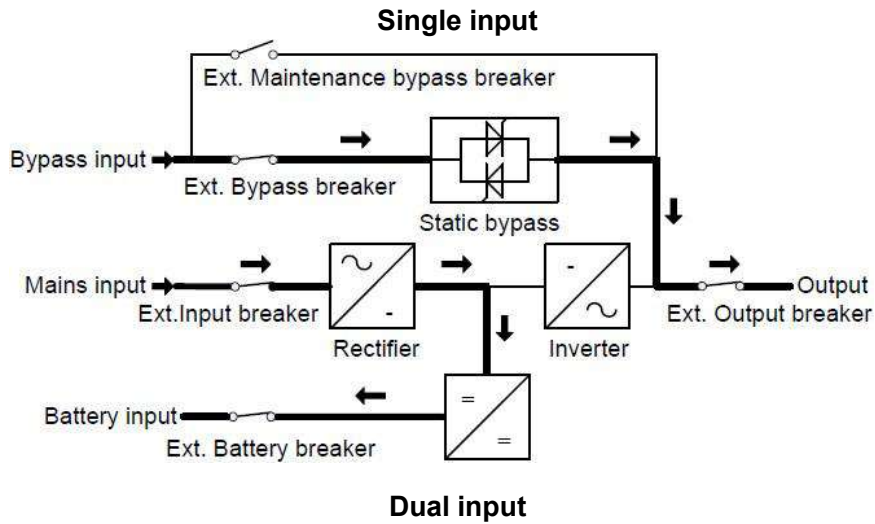 Single input
Ext. Maintenance bypass breaker
Bypass input
Ext. Bypass breaker
Static bypass
Mains input
Output
Ext.Input breaker
Ext. Output breaker
Rectifier
Inverter
Battery input
Ext. Battery breaker
Dual input